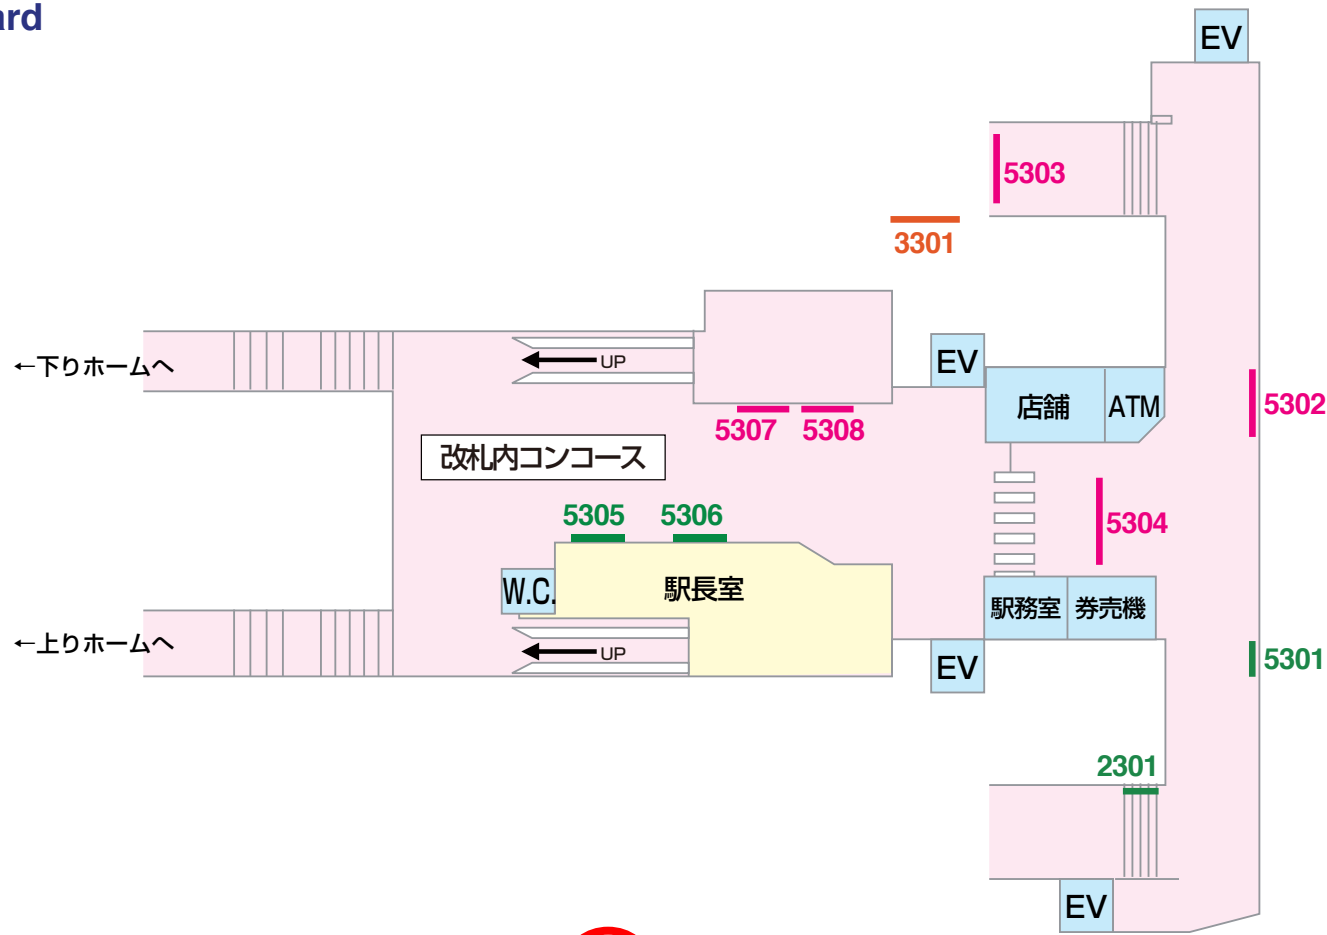 ard
EV
5303
3301
←下りホームへ
UP
EV
店舗
ATM
5302
5307
5308
改札内コンコース
5305
5306
5304
W.C.
駅長室
駅務室
券売機
←上りホームへ
UP
EV
5301
2301
EV